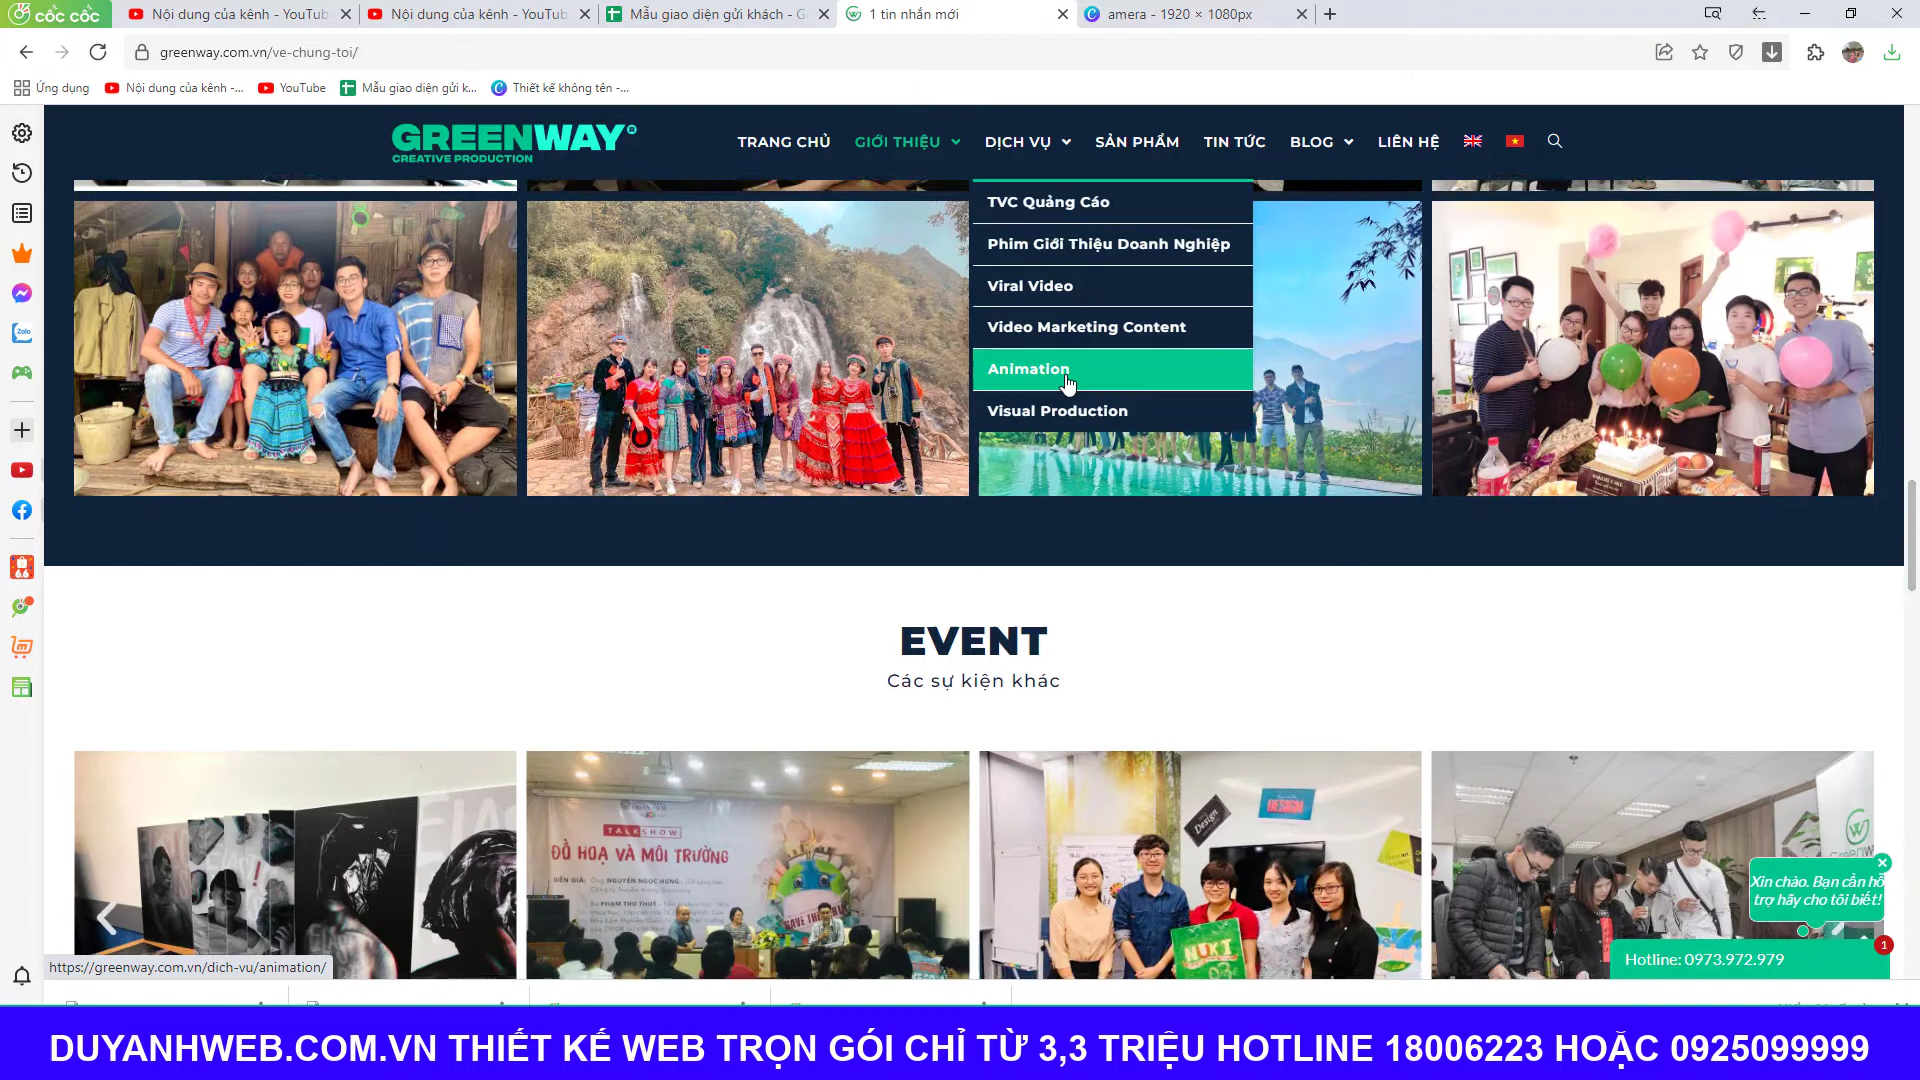 cốc cốc
Nội dung của kênh - YouTub
Nội dung của kênh - YouTub
Mẫu giao diện gửi khách - G
1 tin nhắn mới
amera - 1920 × 1080px
greenway.com.vn/ve-chung-toi/
Ứng dụng
Nội dung của kênh -...
YouTube
Mẫu giao diện gửi k...
Thiết kế không tên -...
GREENWAY®
CREATIVE PRODUCTION
TRANG CHỦ
GIỚI THIỆU
DỊCH VỤ
SẢN PHẨM
TIN TỨC
BLOG
LIÊN HỆ
TVC Quảng Cáo
Phim Giới Thiệu Doanh Nghiệp
Viral Video
Video Marketing Content
Animation
Visual Production
Zalo
EVENT
Các sự kiện khác
TALKSHOW
ĐỒ HOẠ VÀ MÔI TRƯỜNG
Design
DESIGN
NUKI
Xin chào. Bạn cần hỗ
trợ hãy cho tôi biết!
1
Hotline: 0973.972.979
https://greenway.com.vn/dich-vu/animation/
DUYANHWEB.COM.VN THIẾT KẾ WEB TRỌN GÓI CHỈ TỪ 3,3 TRIỆU HOTLINE 18006223 HOẶC 0925099999